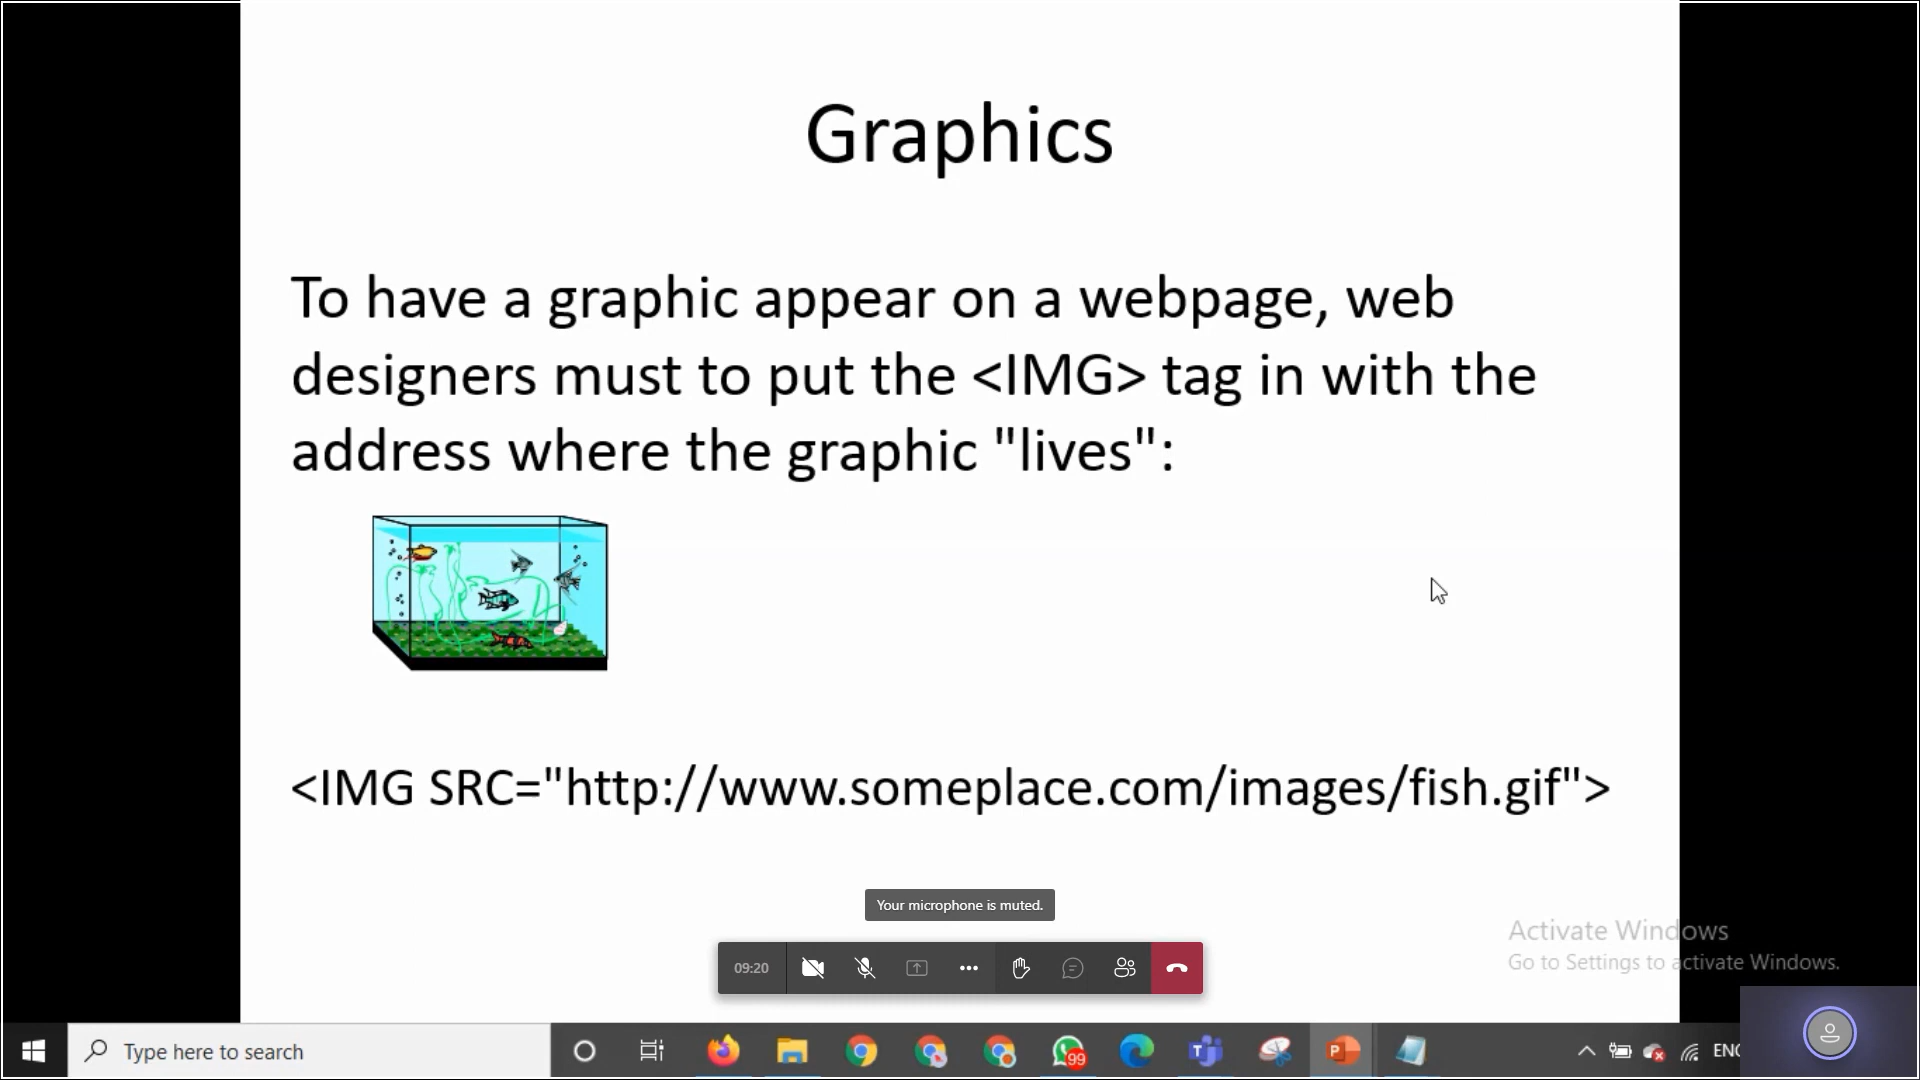 Graphics
To have a graphic appear on a webpage, web
designers must to put the <IMG> tag in with the
address where the graphic "lives":
<IMG SRC="http://www.someplace.com/images/fish.gif">
Your microphone is muted.
09:20
Activate Windows
Go to Settings to activate Windows.
Type here to search
99
P
ENG